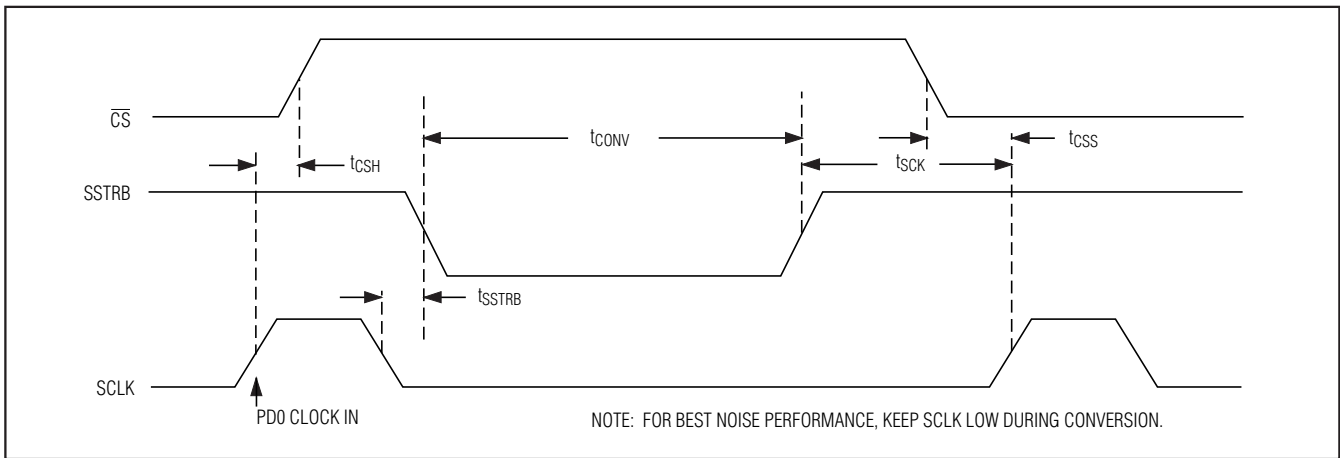 CS
tCONV
tCSS
tCSH
tSCK
SSTRB
tSSTRB
SCLK
PD0 CLOCK IN
NOTE: FOR BEST NOISE PERFORMANCE, KEEP SCLK LOW DURING CONVERSION.